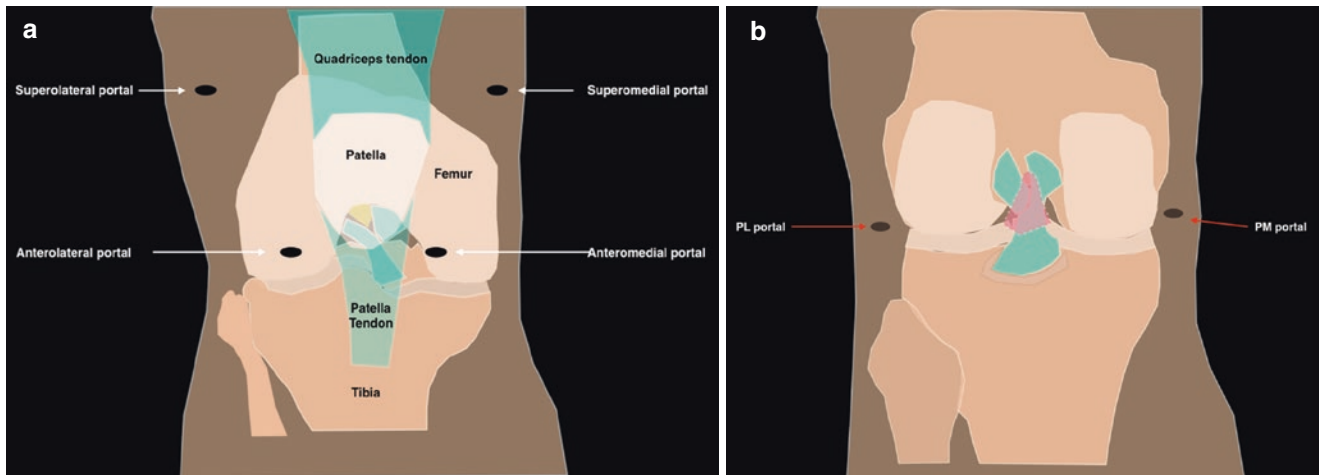 a
Quadriceps tendon
Superolateral portal
Superomedial portal
Patella
Femur
Anterolateral portal
Anteromedial portal
Patella
Tendon
Tibia
b
PL portal
PM portal